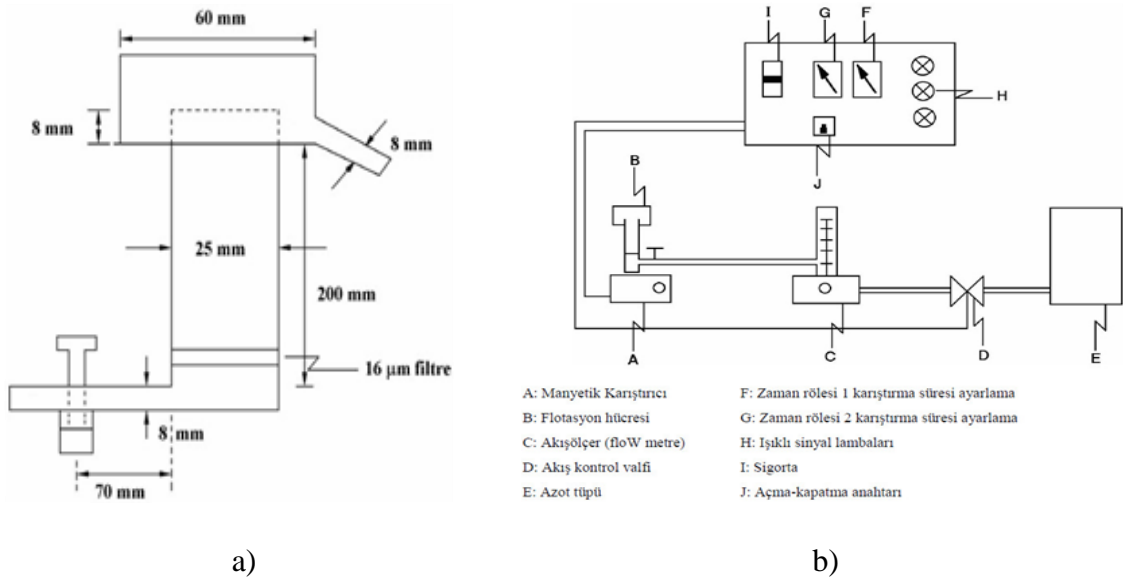 60 mm
8 mm
8 mm
25 mm
200 mm
16 µm filtre
8 mm
70 mm
a)
I G F
H
J
B
A C D E
A: Manyetik Karıştırıcı
B: Flotasyon hücresi
C: Akışölçer (floW metre)
D: Akış kontrol valfi
E: Azot tüpü
F: Zaman rölesi 1 karıştırma süresi ayarlama
G: Zaman rölesi 2 karıştırma süresi ayarlama
H: Işıklı sinyal lambaları
I: Sigorta
J: Açma-kapatma anahtarı
b)